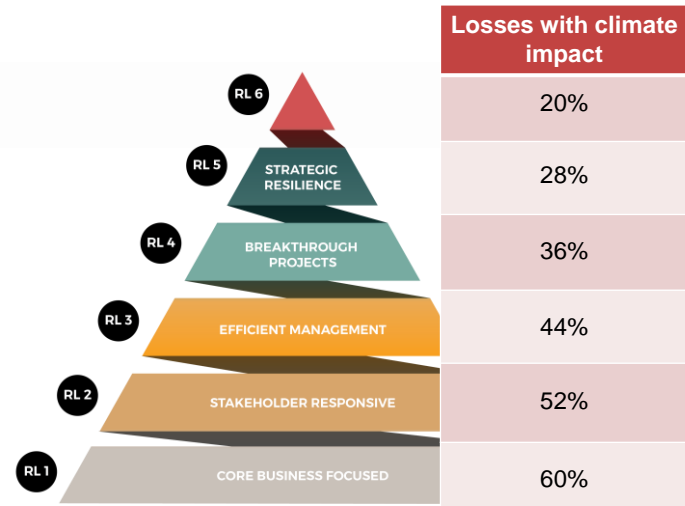 Losses with climate
impact
RL 6
20%
RL 5
STRATEGIC
RESILIENCE
28%
RL 4
BREAKTHROUGH
PROJECTS
36%
RL 3
EFFICIENT MANAGEMENT
44%
RL 2
STAKEHOLDER RESPONSIVE
52%
RL 1
CORE BUSINESS FOCUSED
60%